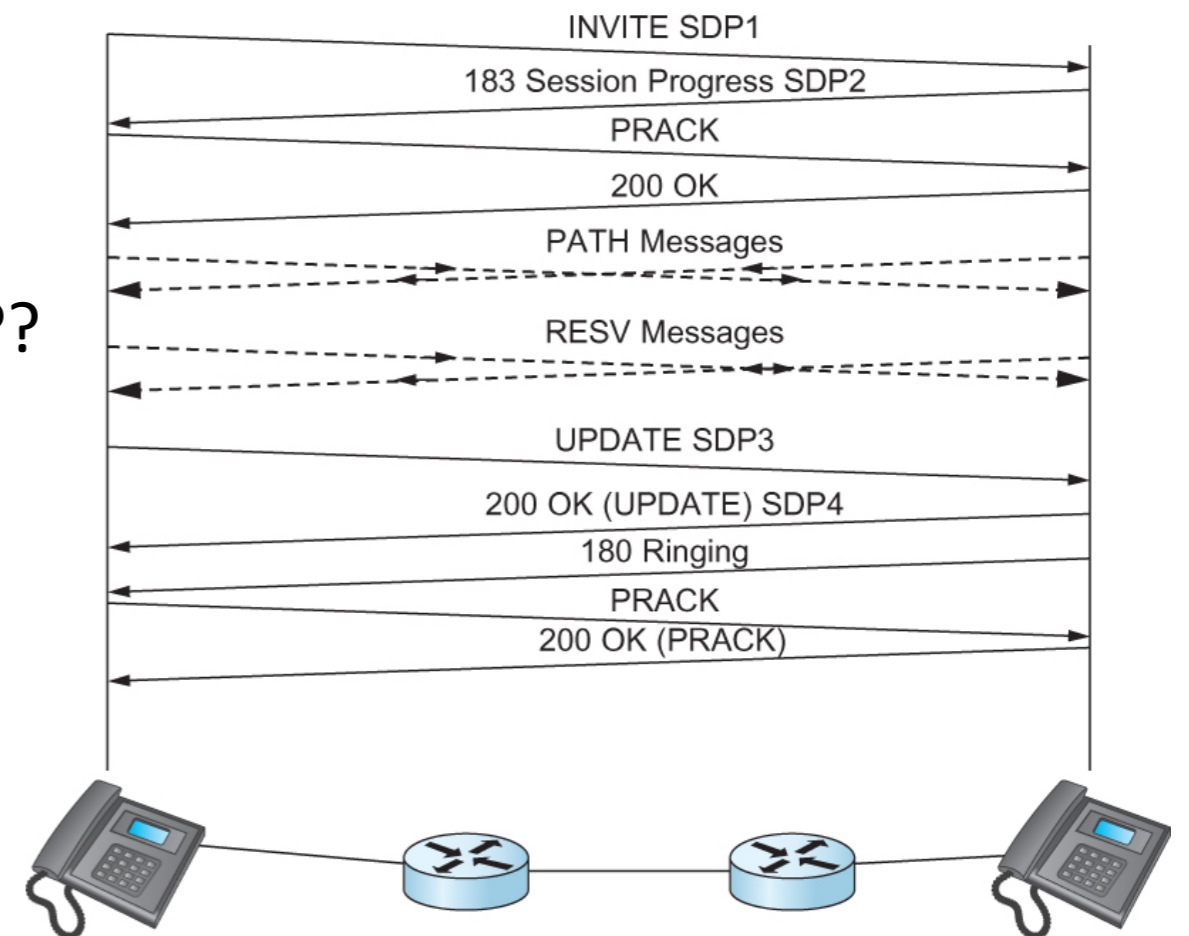 INVITE SDP1
183 Session Progress SDP2
PRACK
200 OK
PATH Messages
RESV Messages
UPDATE SDP3
200 OK (UPDATE) SDP4
180 Ringing
PRACK
200 OK (PRACK)